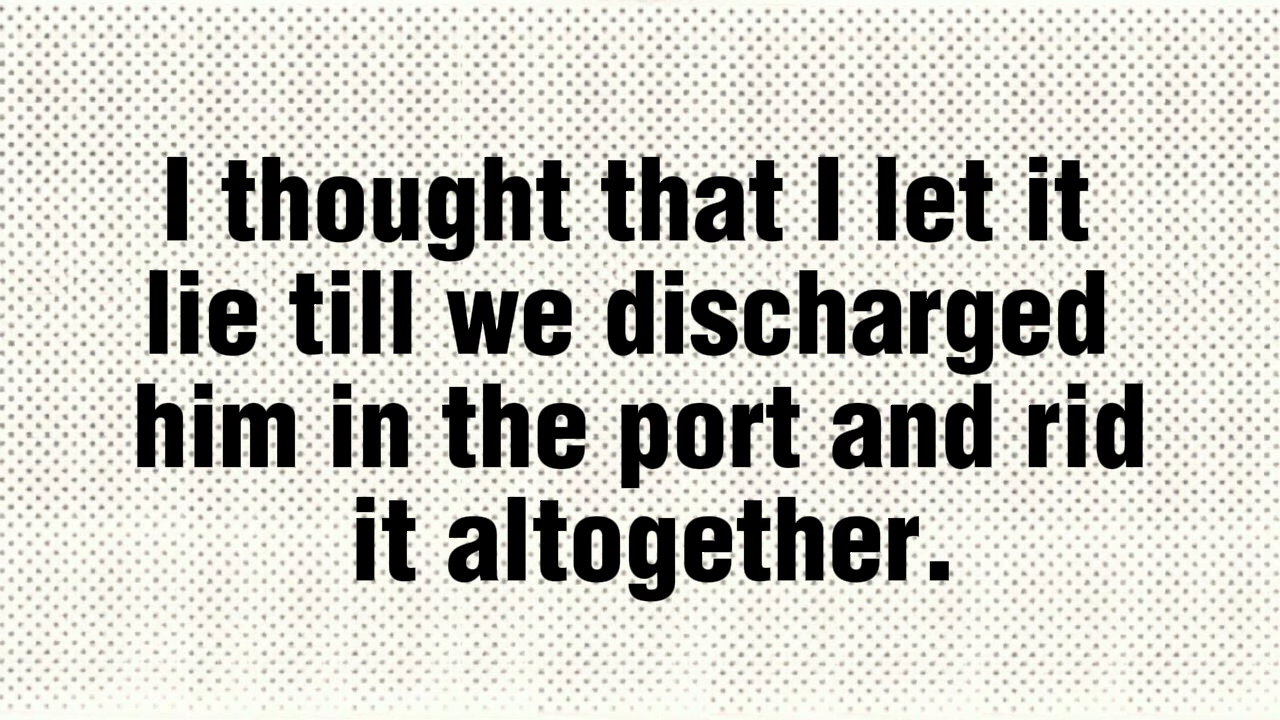 I thought that I let it
lie till we discharged
him in the port and rid
it altogether.